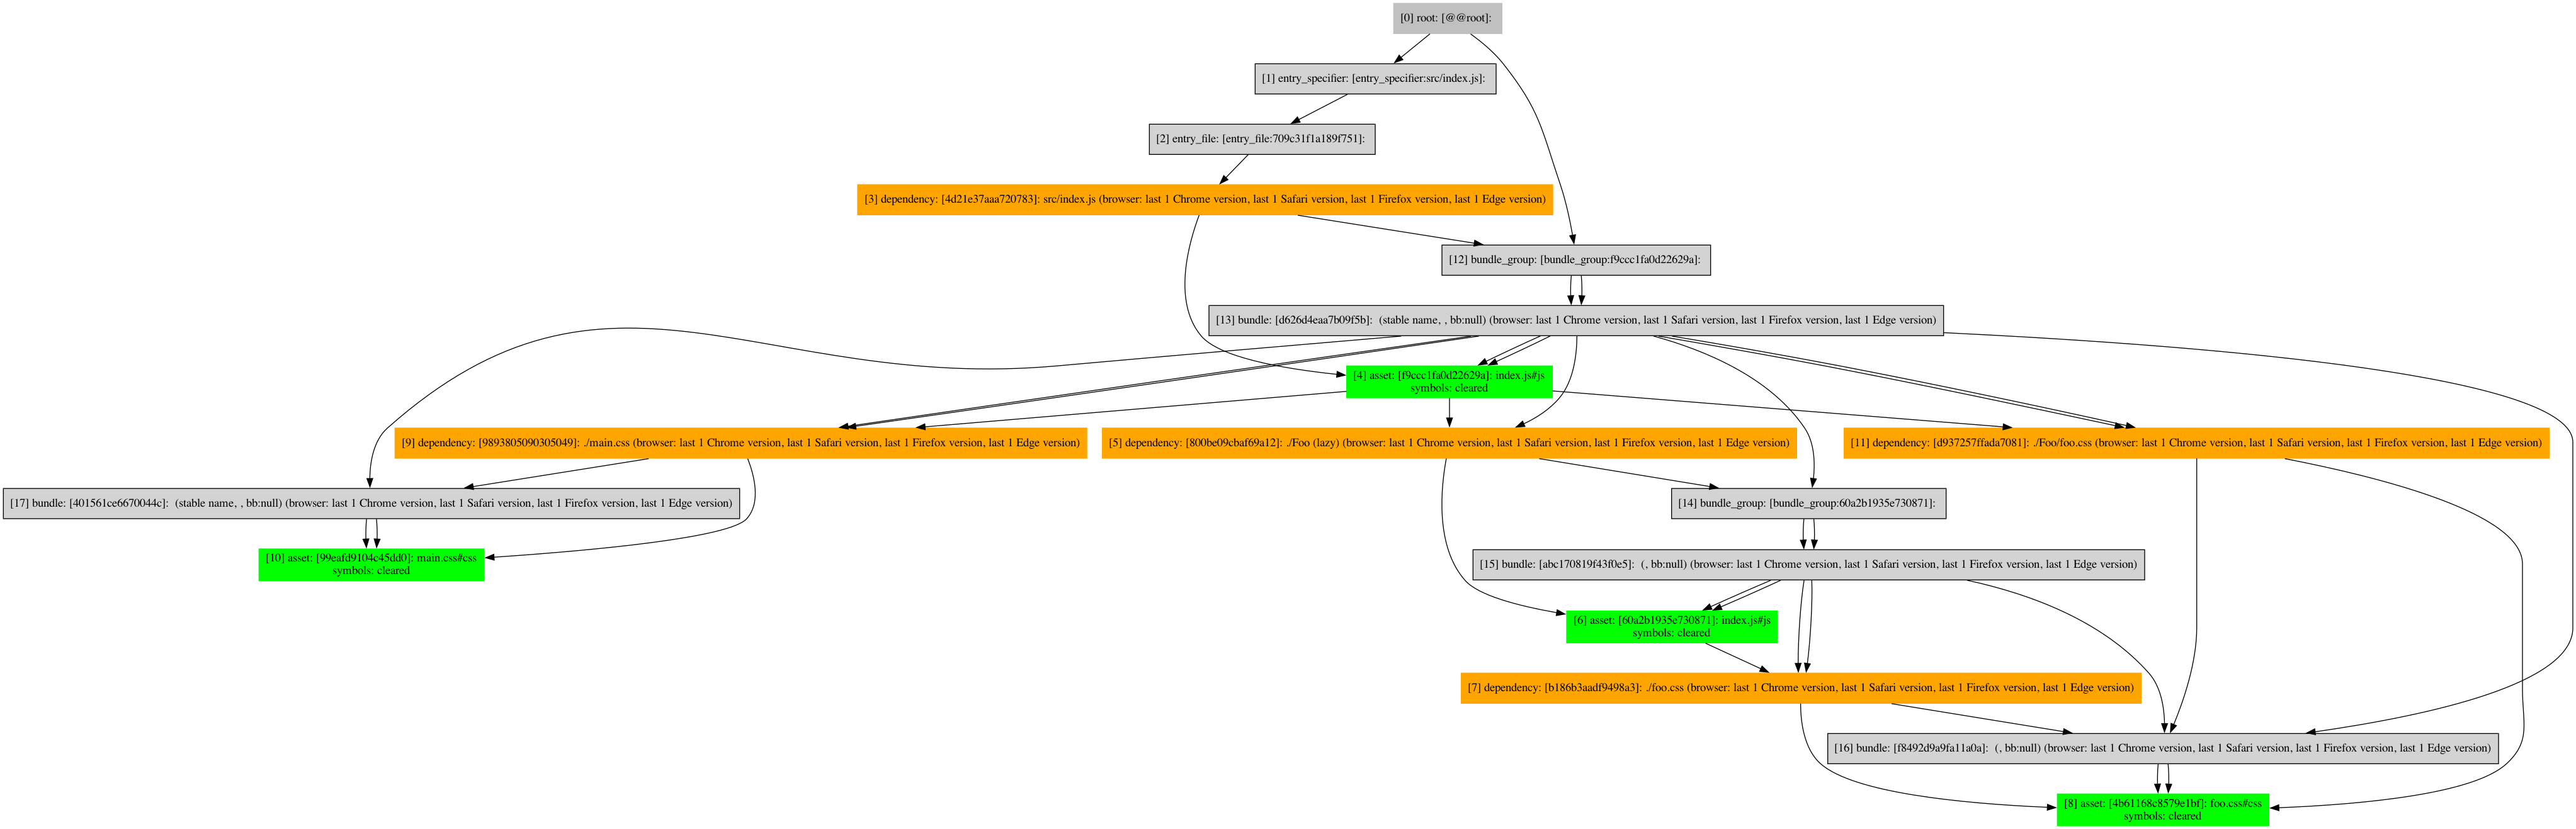 [0] root: [@@root]:
[1] entry_specifier: [entry_specifier:src/index.js]:
[2] entry_file: [entry_file:709c31f1a189f751]:
[3] dependency: [4d21e37aaa720783]: src/index.js (browser: last 1 Chrome version, last 1 Safari version, last 1 Firefox version, last 1 Edge version)
[12] bundle_group: [bundle_group:f9ccc1fa0d22629a]:
[13] bundle: [d626d4eaa7b09f5b]:  (stable name, , bb:null) (browser: last 1 Chrome version, last 1 Safari version, last 1 Firefox version, last 1 Edge version)
[4] asset: [f9ccc1fa0d22629a]: index.js#js
symbols: cleared
[9] dependency: [9893805090305049]: ./main.css (browser: last 1 Chrome version, last 1 Safari version, last 1 Firefox version, last 1 Edge version)
[5] dependency: [800be09cbaf69a12]: ./Foo (lazy) (browser: last 1 Chrome version, last 1 Safari version, last 1 Firefox version, last 1 Edge version)
[11] dependency: [d937257ffada7081]: ./Foo/foo.css (browser: last 1 Chrome version, last 1 Safari version, last 1 Firefox version, last 1 Edge version)
[17] bundle: [401561ce6670044c]:  (stable name, , bb:null) (browser: last 1 Chrome version, last 1 Safari version, last 1 Firefox version, last 1 Edge version)
[14] bundle_group: [bundle_group:60a2b1935e730871]:
[10] asset: [99eafd9104c45dd0]: main.css#css
symbols: cleared
[15] bundle: [abc170819f43f0e5]:  (, bb:null) (browser: last 1 Chrome version, last 1 Safari version, last 1 Firefox version, last 1 Edge version)
[6] asset: [60a2b1935e730871]: index.js#js
symbols: cleared
[7] dependency: [b186b3aadf9498a3]: ./foo.css (browser: last 1 Chrome version, last 1 Safari version, last 1 Firefox version, last 1 Edge version)
[16] bundle: [f8492d9a9fa11a0a]:  (, bb:null) (browser: last 1 Chrome version, last 1 Safari version, last 1 Firefox version, last 1 Edge version)
[8] asset: [4b61168c8579e1bf]: foo.css#css
symbols: cleared